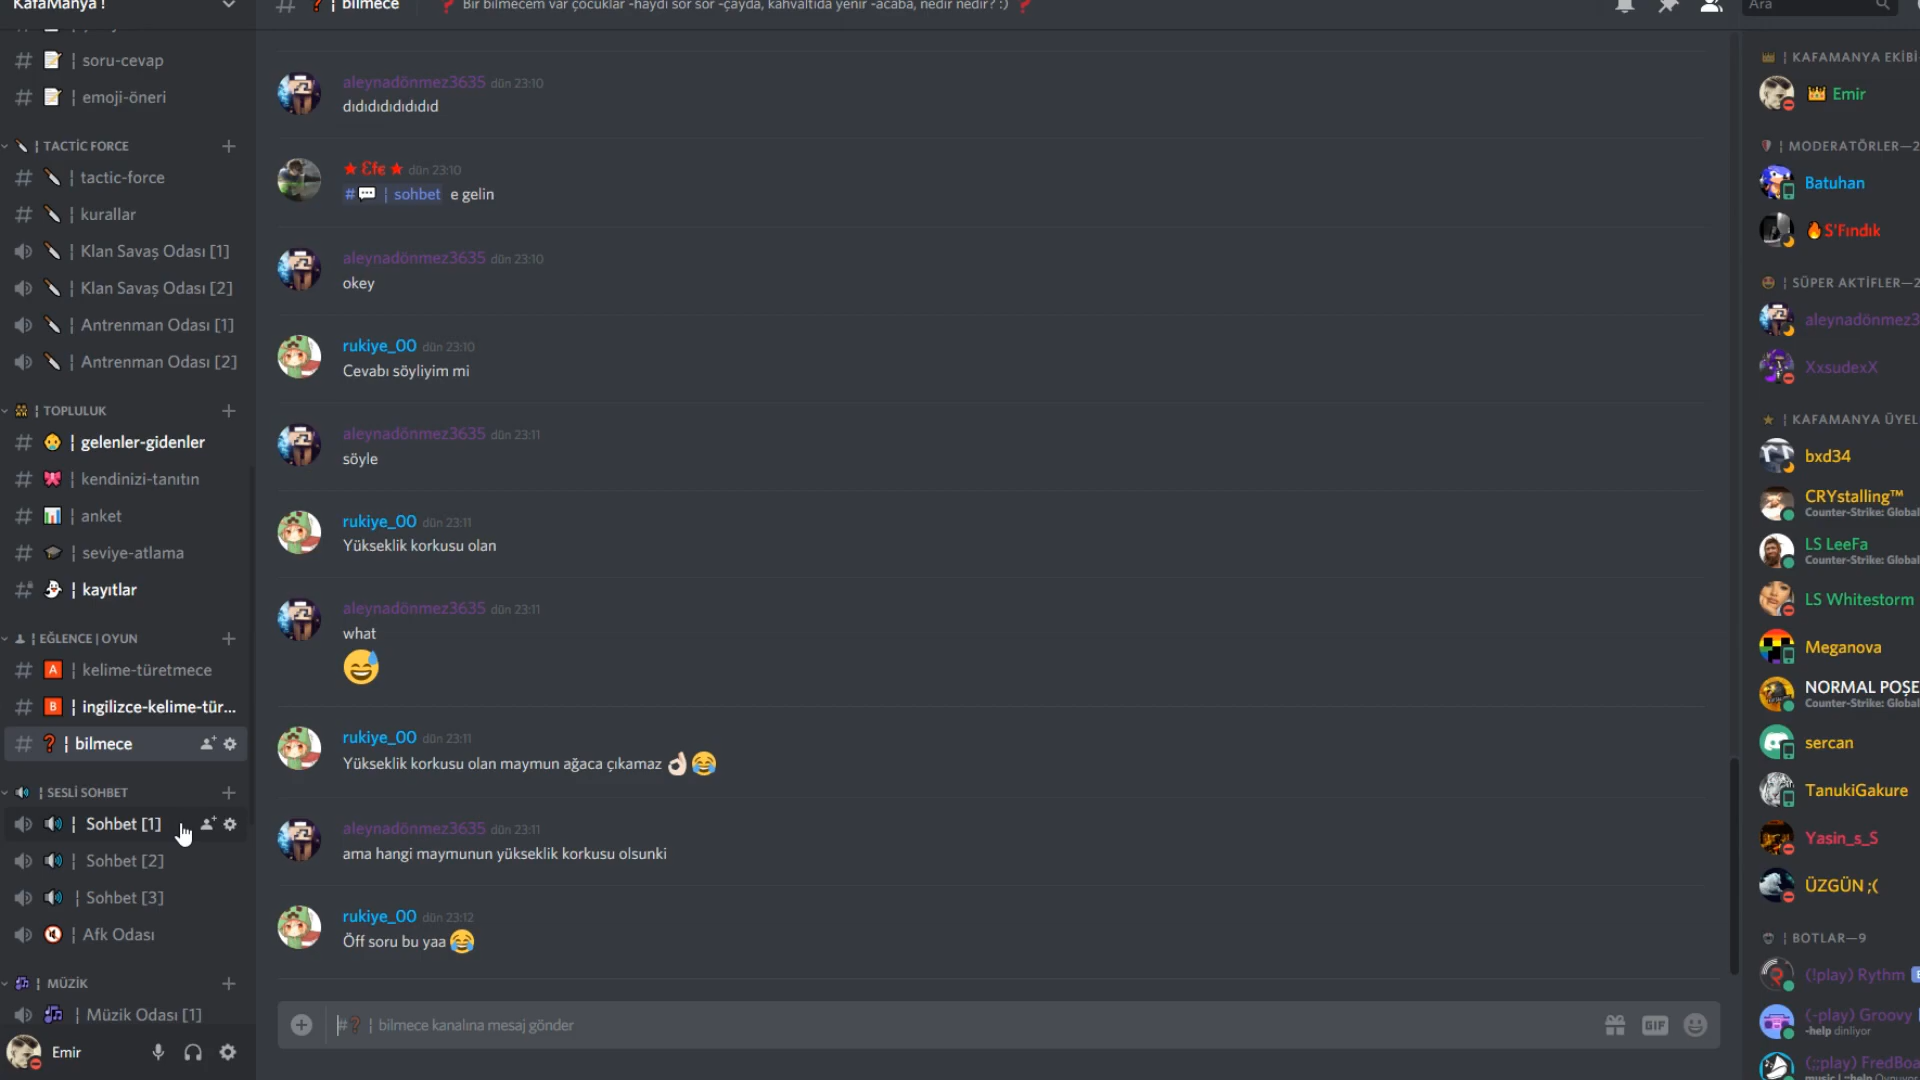 KafaManya !
soru-cevap
emoji-öneri
| TACTİC FORCE
| tactic-force
| kurallar
| Klan Savaş Odası [1]
| Klan Savaş Odası [2]
| Antrenman Odası [1]
| Antrenman Odası [2]
| TOPLULUK
| gelenler-gidenler
| kendinizi-tanıtın
| anket
| seviye-atlama
| kayıtlar
| EĞLENCE | OYUN
A | kelime-türetmece
B | ingilizce-kelime-tür...
# ❓ | bilmece
| SESLİ SOHBET
| Sohbet [1]
| Sohbet [2]
| Sohbet [3]
| Afk Odası
| MÜZİK
| Müzik Odası [1]
Emir
# ❓ | bilmece ❓ Bir bilmecem var çocuklar -haydi sor sor -çayda, kahvaltıda yenir -acaba, nedir nedir? :) ❓
aleynadönmez3635 dün 23:10
dıdıdıdıdıdıdıd
★ Ɛfє ★ dün 23:10
#💬 | sohbet e gelin
aleynadönmez3635 dün 23:10
okey
rukiye_00 dün 23:10
Cevabı söyliyim mi
aleynadönmez3635 dün 23:11
söyle
rukiye_00 dün 23:11
Yükseklik korkusu olan
aleynadönmez3635 dün 23:11
what
😅
rukiye_00 dün 23:11
Yükseklik korkusu olan maymun ağaca çıkamaz 👌🏻😂
aleynadönmez3635 dün 23:11
ama hangi maymunun yükseklik korkusu olsunki
rukiye_00 dün 23:12
Öff soru bu yaa 😂
#❓ | bilmece kanalına mesaj gönder
GIF
Ara
| KAFAMANYA EKİBİ
👑 Emir
| MODERATÖRLER—2
Batuhan
🔥S'Fındık
| SÜPER AKTİFLER—2
aleynadönmez3
XxsudexX
| KAFAMANYA ÜYEL
bxd34
CRYstalling™
Counter-Strike: Global
LS LeeFa
Counter-Strike: Global
LS Whitestorm
Meganova
NORMAL POŞE
Counter-Strike: Global
sercan
TanukiGakure
Yasin_s_S
ÜZGÜN ;(
| BOTLAR—9
(!play) Rythm
(-play) Groovy
-help dinliyor
(;;play) FredBoa